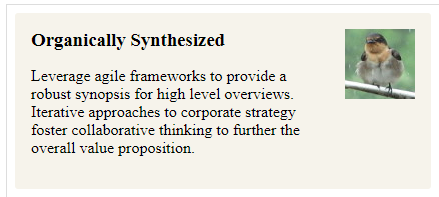 Organically Synthesized
Leverage agile frameworks to provide a
robust synopsis for high level overviews.
Iterative approaches to corporate strategy
foster collaborative thinking to further the
overall value proposition.